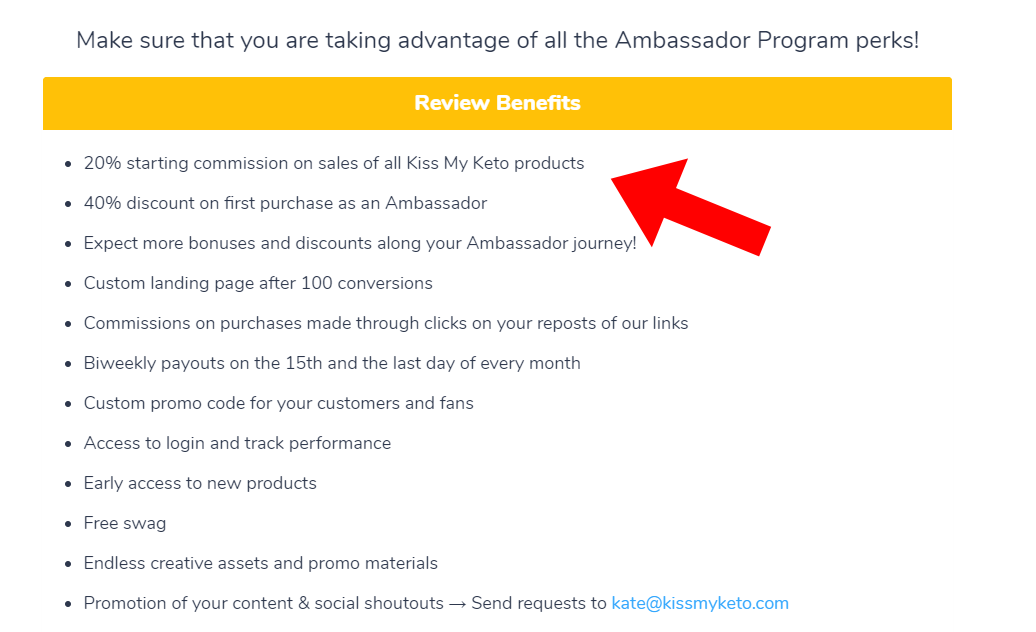 Make sure that you are taking advantage of all the Ambassador Program perks!
Review Benefits
• 20% starting commission on sales of all Kiss My Keto products
• 40% discount on first purchase as an Ambassador
• Expect more bonuses and discounts along your Ambassador journey!
• Custom landing page after 100 conversions
• Commissions on purchases made through clicks on your reposts of our links
• Biweekly payouts on the 15th and the last day of every month
• Custom promo code for your customers and fans
• Access to login and track performance
• Early access to new products
• Free swag
• Endless creative assets and promo materials
• Promotion of your content & social shoutouts → Send requests to kate@kissmyketo.com